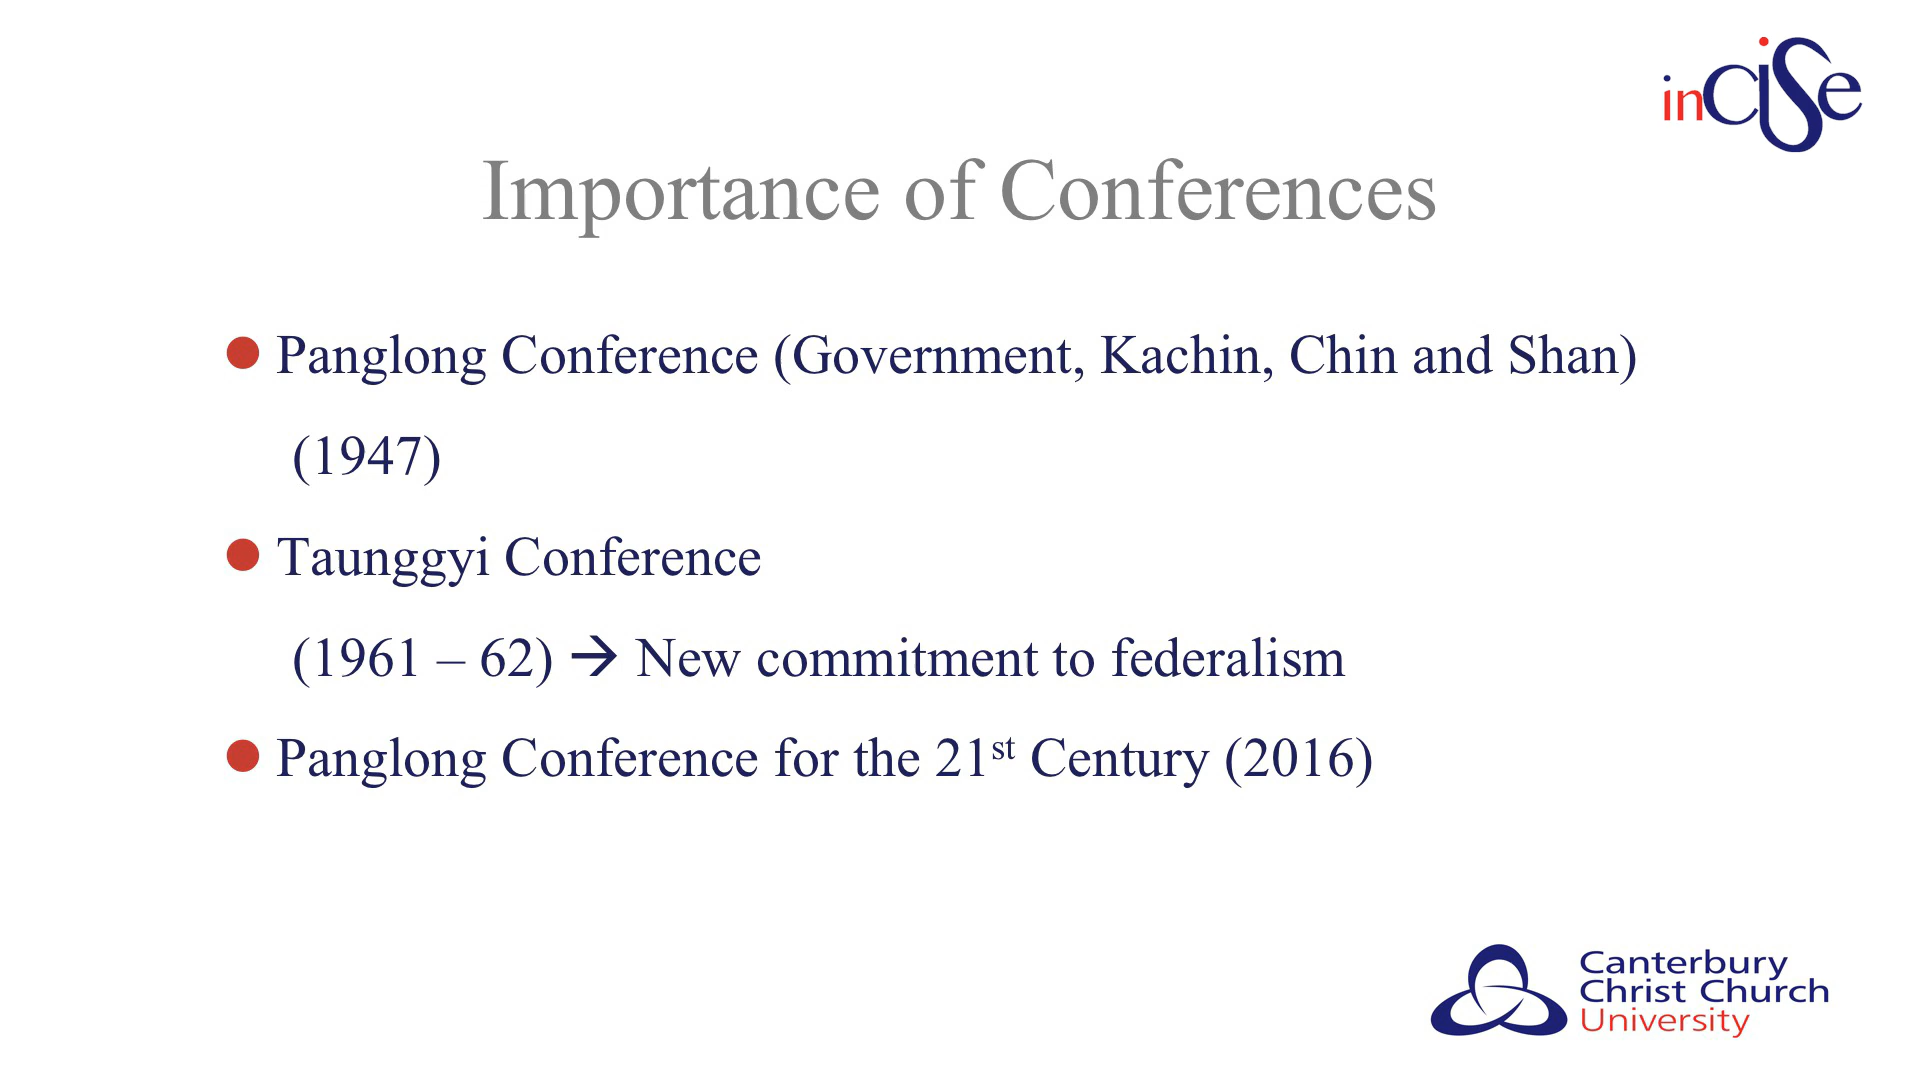 inCISe
Importance of Conferences
● Panglong Conference (Government, Kachin, Chin and Shan)
(1947)
● Taunggyi Conference
(1961 – 62) → New commitment to federalism
● Panglong Conference for the 21st Century (2016)
Canterbury
Christ Church
University